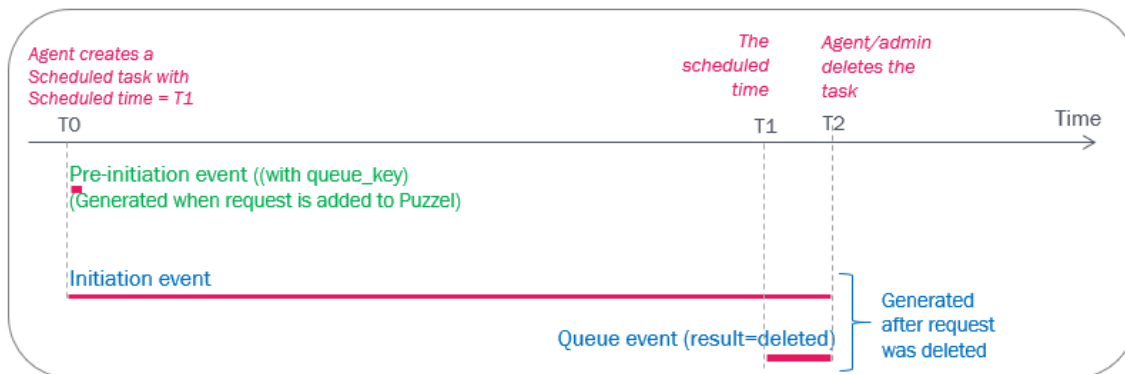 Agent creates a
Scheduled task with
Scheduled time = T1
The
scheduled
time
Agent/admin
deletes the
task
T0
T1
T2
Time
Pre-initiation event ((with queue_key)
(Generated when request is added to Puzzel)
Initiation event
Queue event (result=deleted)
Generated
after request
was deleted